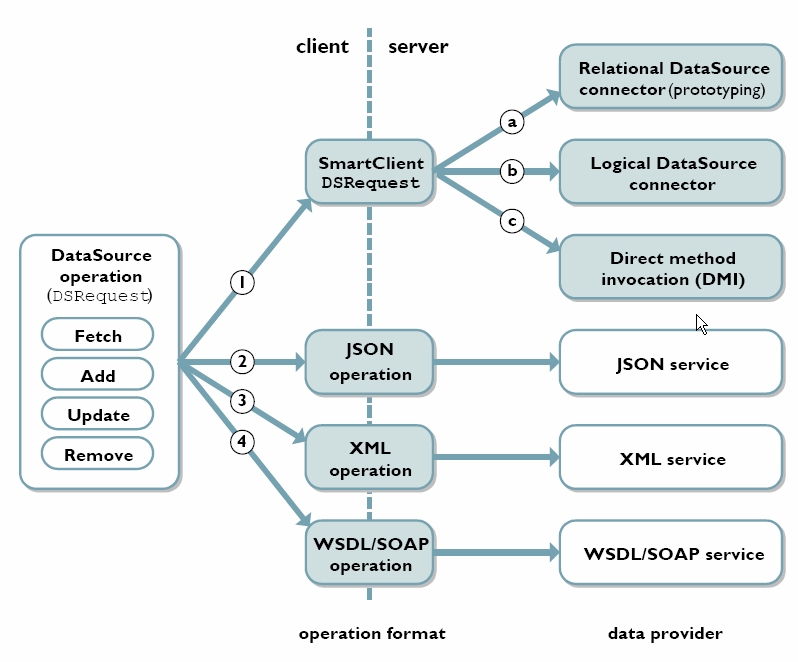 client
server
Relational DataSource
connector (prototyping)
a
SmartClient
DSRequest
b
Logical DataSource
connector
c
DataSource
operation
(DSRequest)
Fetch
Add
Update
Remove
Direct method
invocation (DMI)
1
2
JSON
operation
JSON service
3
4
XML
operation
XML service
WSDL/SOAP
operation
WSDL/SOAP service
operation format
data provider